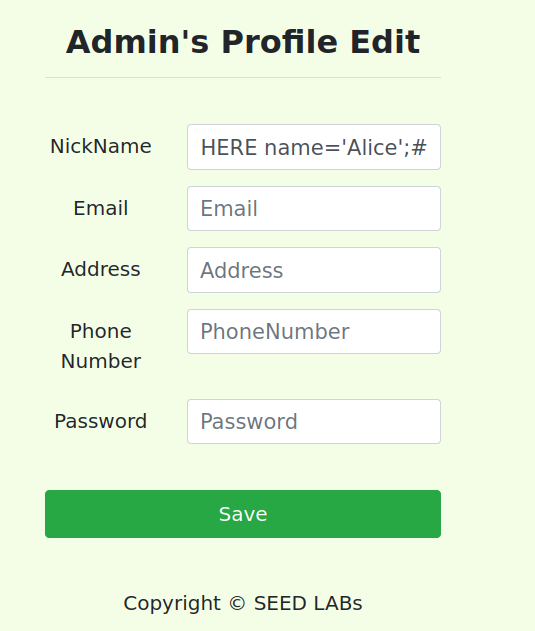 Admin's Profile Edit
NickName
HERE name='Alice';#
Email
Email
Address
Address
Phone
Number
PhoneNumber
Password
Password
Save
Copyright © SEED LABs